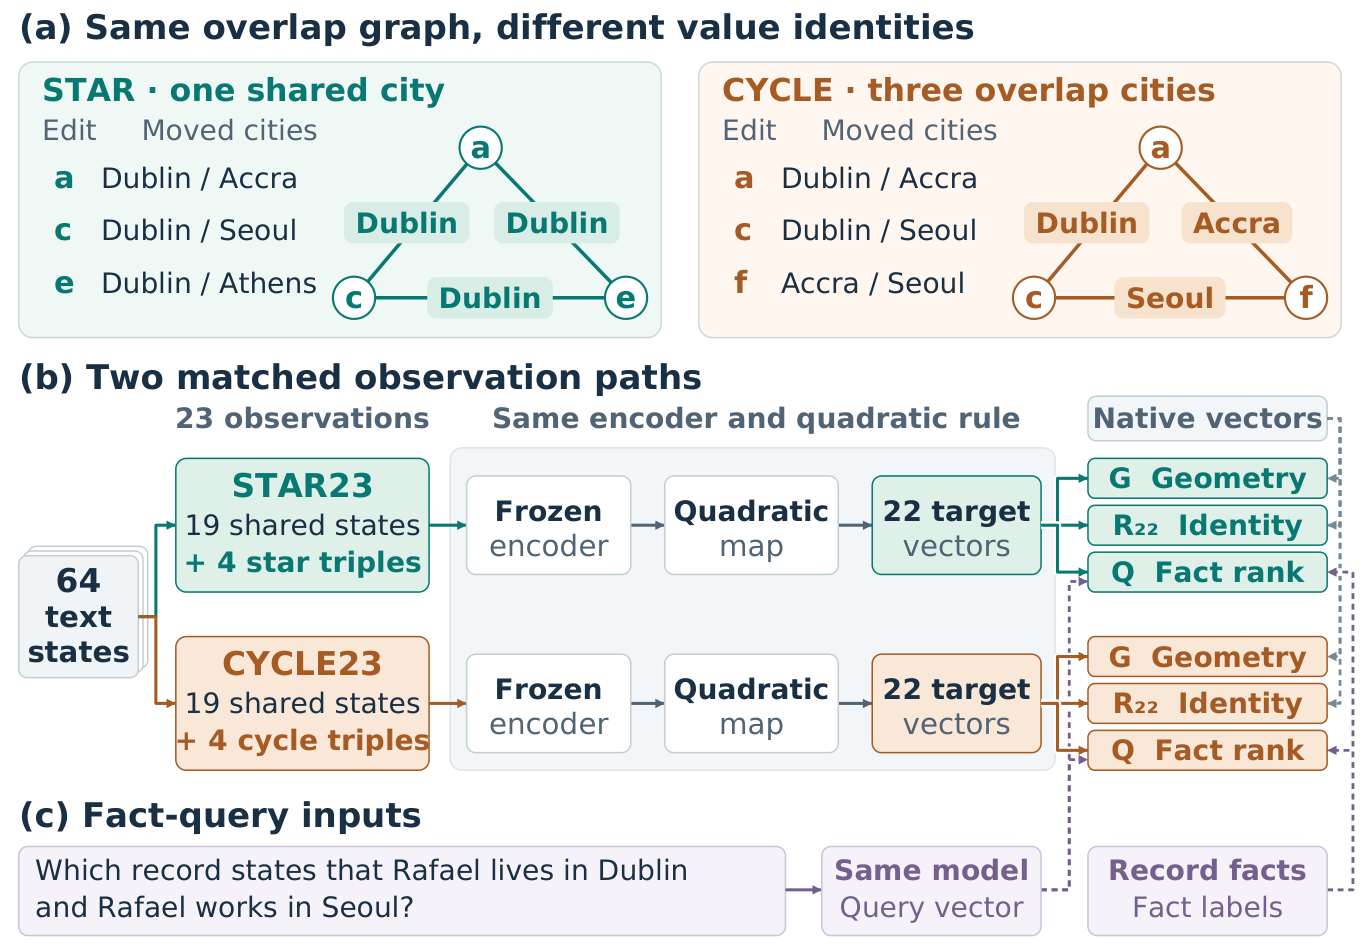 (a) Same overlap graph, different value identities
STAR · one shared city
Edit Moved cities
a Dublin / Accra
c Dublin / Seoul
e Dublin / Athens
a
Dublin Dublin
c Dublin e
CYCLE · three overlap cities
Edit Moved cities
a Dublin / Accra
c Dublin / Seoul
f Accra / Seoul
a
Dublin Accra
c Seoul f
(b) Two matched observation paths
23 observations
Same encoder and quadratic rule
Native vectors
64
text
states
STAR23
19 shared states
+ 4 star triples
Frozen
encoder
Quadratic
map
22 target
vectors
G Geometry
R₂₂ Identity
Q Fact rank
CYCLE23
19 shared states
+ 4 cycle triples
Frozen
encoder
Quadratic
map
22 target
vectors
G Geometry
R₂₂ Identity
Q Fact rank
(c) Fact-query inputs
Which record states that Rafael lives in Dublin
and Rafael works in Seoul?
Same model
Query vector
Record facts
Fact labels